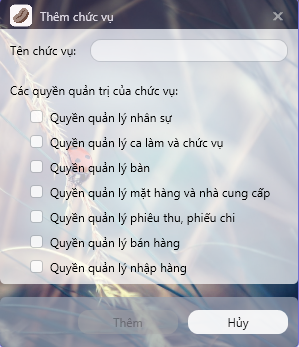 Thêm chức vụ
Tên chức vụ:
Các quyền quản trị của chức vụ:
Quyền quản lý nhân sự
Quyền quản lý ca làm và chức vụ
Quyền quản lý bàn
Quyền quản lý mặt hàng và nhà cung cấp
Quyền quản lý phiêu thu, phiếu chi
Quyền quản lý bán hàng
Quyền quản lý nhập hàng
Thêm
Hủy